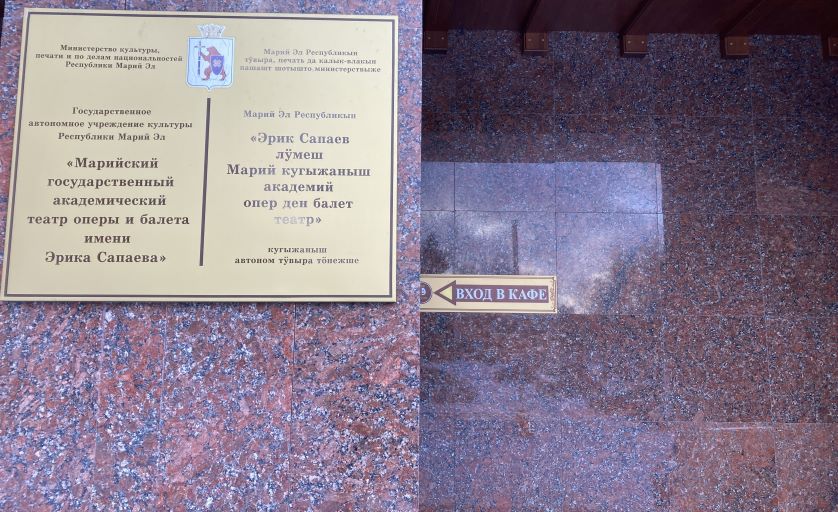 Министерство культуры,
печати и по делам национальностей
Республики Марий Эл
Государственное
автономное учреждение культуры
Республики Марий Эл
«Марийский
государственный
академический
театр оперы и балета
имени
Эрика Сапаева»
Марий Эл Республикын
тӱвыра, печать да калык-влакын
пашашт шотышто министерствыже
Марий Эл Республикын
«Эрик Сапаев
лӱмеш
Марий кугыжаныш
академий
опер ден балет
театр»
кугыжаныш
автоном тӱвыра тӧнежше
ВХОД В КАФЕ